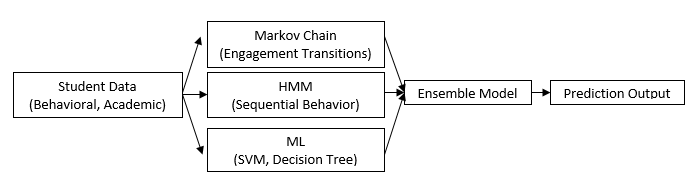 Student Data
(Behavioral, Academic)
Markov Chain
(Engagement Transitions)
HMM
(Sequential Behavior)
ML
(SVM, Decision Tree)
Ensemble Model
Prediction Output